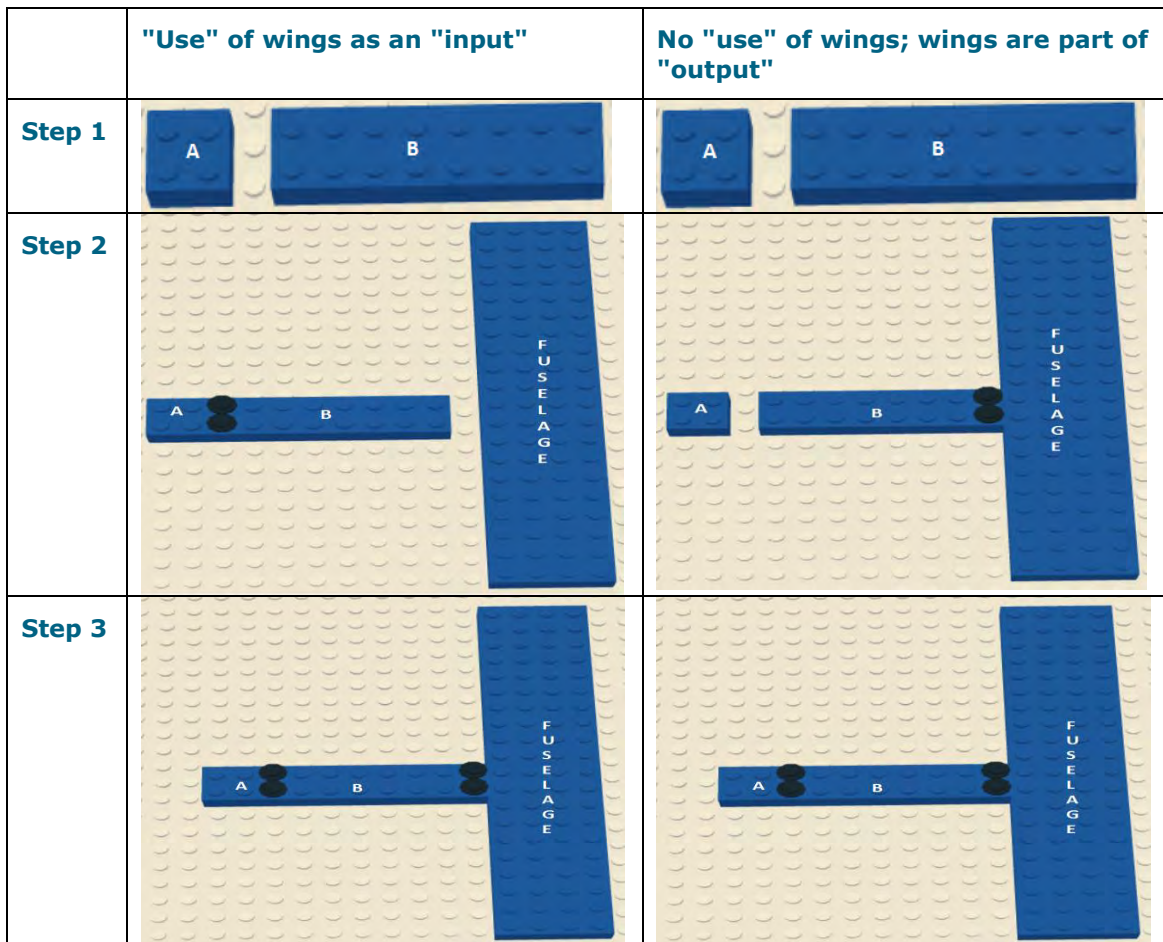 "Use" of wings as an "input"
No "use" of wings; wings are part of
"output"
Step 1
A
B
A
B
Step 2
A
B
F
U
S
E
L
A
G
E
A
B
F
U
S
E
L
A
G
E
Step 3
A
B
F
U
S
E
L
A
G
E
A
B
F
U
S
E
L
A
G
E